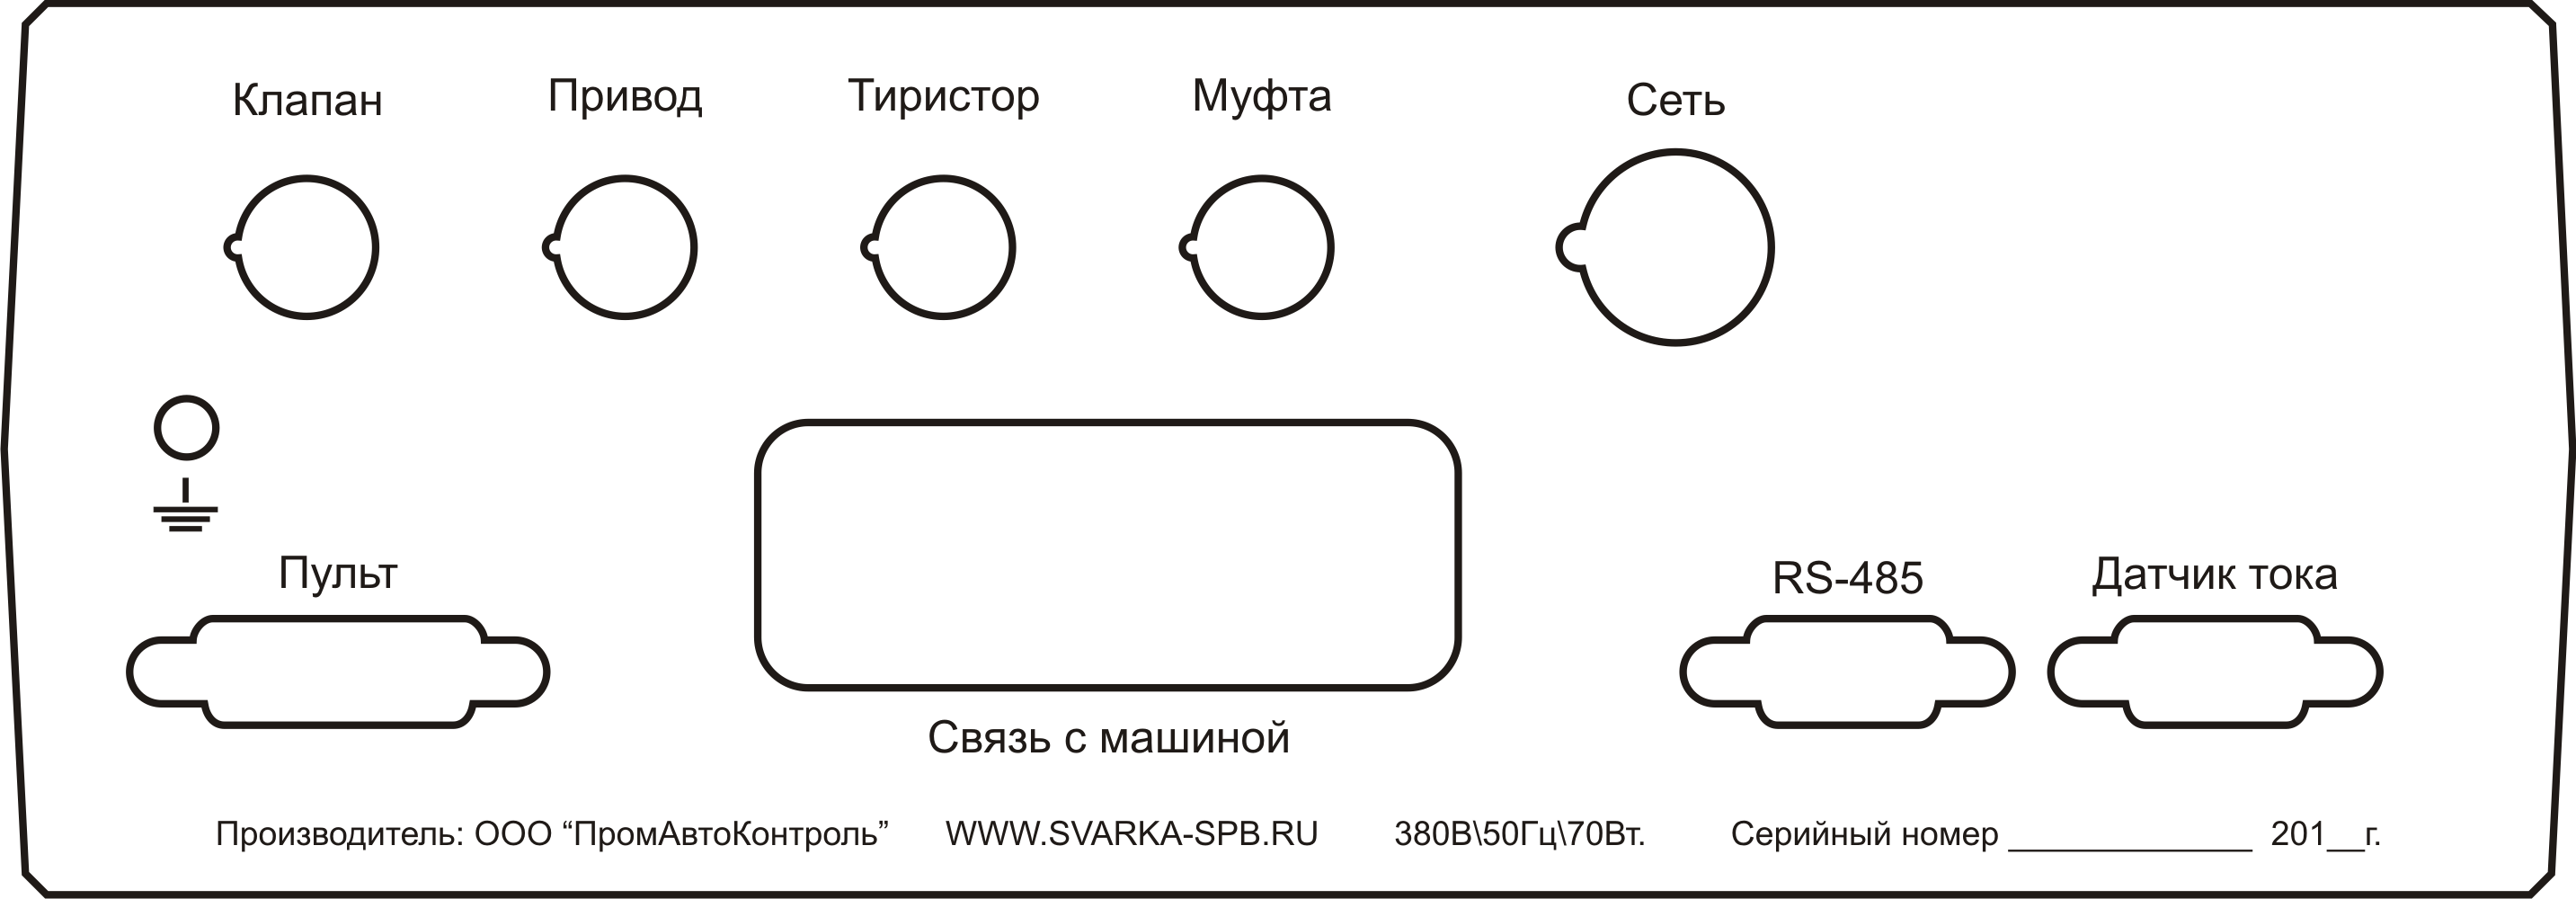 Клапан
Привод
Тиристор
Муфта
Сеть
Пульт
RS-485
Датчик тока
Связь с машиной
Производитель: ООО “ПромАвтоКонтроль” WWW.SVARKA-SPB.RU 380В\50Гц\70Вт. Серийный номер _____________ 201__г.